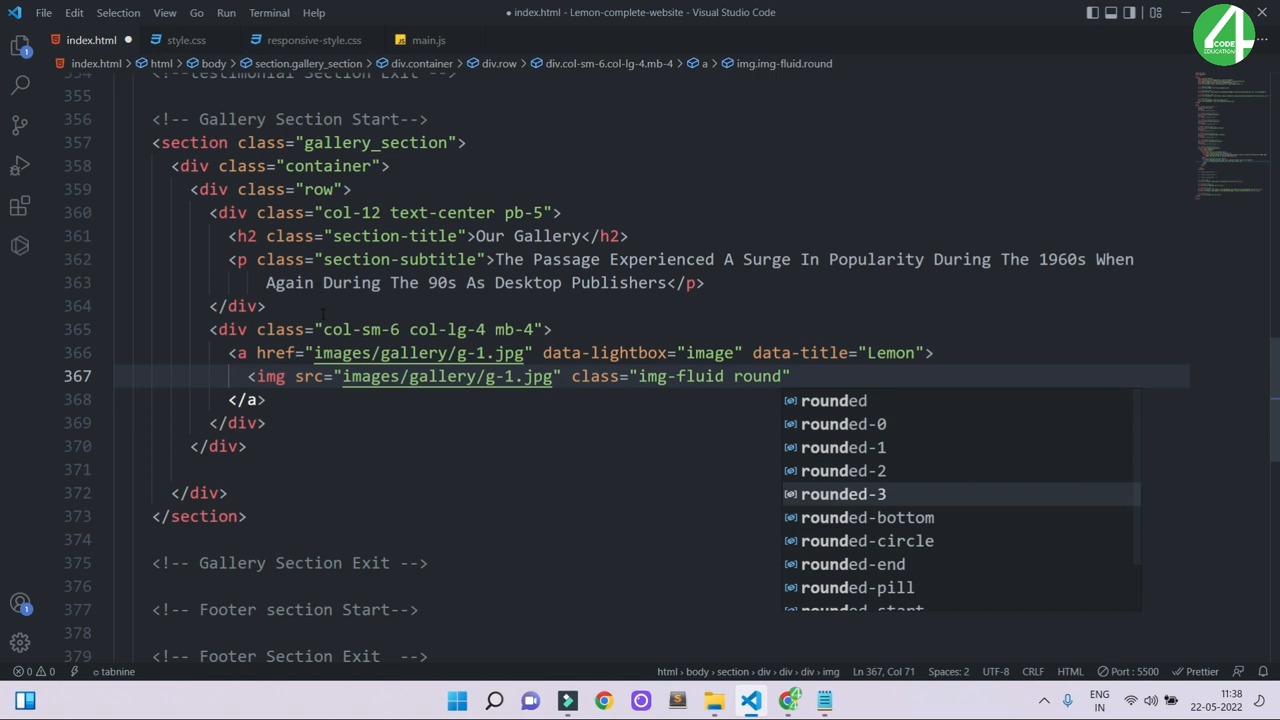 File Edit Selection View Go Run Terminal Help
● index.html - Lemon-complete-website - Visual Studio Code
4
CODE
EDUCATION
index.html ● style.css responsive-style.css main.js
index.html › html › body › section.gallery_section › div.container › div.row › div.col-sm-6.col-lg-4.mb-4 › a › img.img-fluid.round
354 <!--testimonial Section Exit -->
355
356 <!-- Gallery Section Start-->
357 <section class="gallery_section">
358 <div class="container">
359 <div class="row">
360 <div class="col-12 text-center pb-5">
361 <h2 class="section-title">Our Gallery</h2>
362 <p class="section-subtitle">The Passage Experienced A Surge In Popularity During The 1960s When
363 Again During The 90s As Desktop Publishers</p>
364 </div>
365 <div class="col-sm-6 col-lg-4 mb-4">
366 <a href="images/gallery/g-1.jpg" data-lightbox="image" data-title="Lemon">
367 <img src="images/gallery/g-1.jpg" class="img-fluid round"
368 </a>
369 </div>
370 </div>
371
372 </div>
373 </section>
374
375 <!-- Gallery Section Exit -->
376
377 <!-- Footer section Start-->
378
379 <!-- Footer Section Exit -->
rounded
rounded-0
rounded-1
rounded-2
rounded-3
rounded-bottom
rounded-circle
rounded-end
rounded-pill
rounded-start
1
1
0 0 tabnine html › body › section › div › div › div › img Ln 367, Col 71 Spaces: 2 UTF-8 CRLF HTML Port : 5500 Prettier
ENG
IN
11:38
22-05-2022